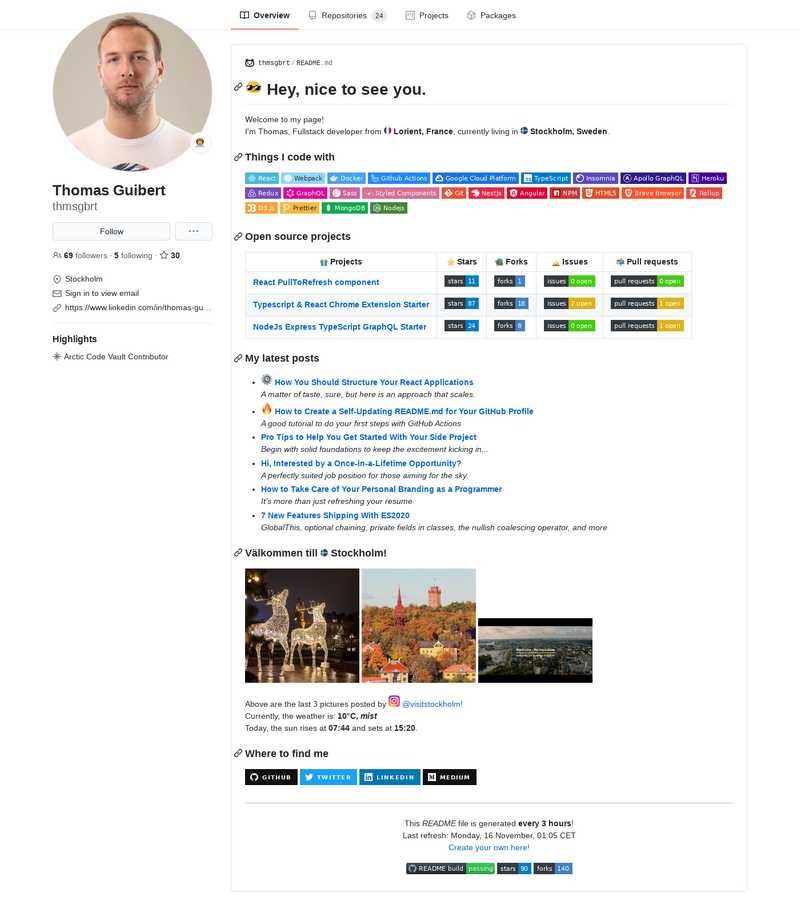 Overview
Repositories 24
Projects
Packages
Thomas Guibert
thmsgbrt
Follow
...
69 followers · 5 following · 30
Stockholm
Sign in to view email
https://www.linkedin.com/in/thomas-gu...
Highlights
Arctic Code Vault Contributor
thmsgbrt/README.md
Hey, nice to see you.
Welcome to my page!
I'm Thomas, Fullstack developer from Lorient, France, currently living in Stockholm, Sweden.
Things I code with
React Webpack Docker Github Actions Google Cloud Platform TypeScript Insomnia Apollo GraphQL Heroku
Redux GraphQL Sass Styled Components Git NestJs Angular NPM HTML5 Brave Browser Rollup
D3.js Prettier MongoDB Nodejs
Open source projects
Projects Stars Forks Issues Pull requests
React PullToRefresh component stars 11 forks 1 issues 0 open pull requests 0 open
Typescript & React Chrome Extension Starter stars 87 forks 18 issues 2 open pull requests 1 open
NodeJs Express TypeScript GraphQL Starter stars 24 forks 8 issues 0 open pull requests 1 open
My latest posts
How You Should Structure Your React Applications
A matter of taste, sure, but here is an approach that scales.
How to Create a Self-Updating README.md for Your GitHub Profile
A good tutorial to do your first steps with GitHub Actions
Pro Tips to Help You Get Started With Your Side Project
Begin with solid foundations to keep the excitement kicking in...
Hi, Interested by a Once-in-a-Lifetime Opportunity?
A perfectly suited job position for those aiming for the sky.
How to Take Care of Your Personal Branding as a Programmer
It's more than just refreshing your resume
7 New Features Shipping With ES2020
GlobalThis, optional chaining, private fields in classes, the nullish coalescing operator, and more
Välkommen till Stockholm!
Above are the last 3 pictures posted by @visitstockholm!
Currently, the weather is: 10°C, mist
Today, the sun rises at 07:44 and sets at 15:20.
Where to find me
GITHUB TWITTER LINKEDIN MEDIUM
This README file is generated every 3 hours!
Last refresh: Monday, 16 November, 01:05 CET
Create your own here!
README build passing stars 90 forks 140